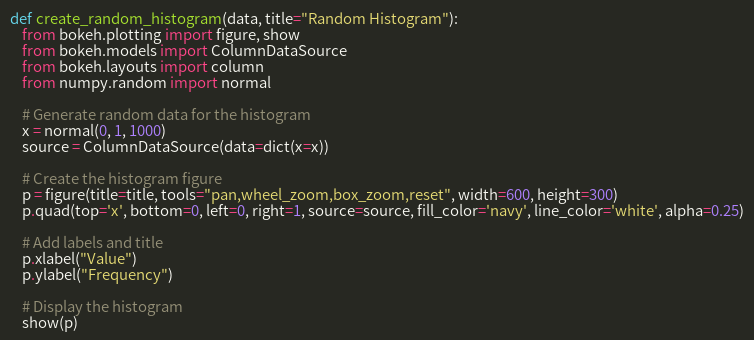 def create_random_histogram(data, title="Random Histogram"):
from bokeh.plotting import figure, show
from bokeh.models import ColumnDataSource
from bokeh.layouts import column
from numpy.random import normal
# Generate random data for the histogram
x = normal(0, 1, 1000)
source = ColumnDataSource(data=dict(x=x))
# Create the histogram figure
p = figure(title=title, tools="pan,wheel_zoom,box_zoom,reset", width=600, height=300)
p.quad(top='x', bottom=0, left=0, right=1, source=source, fill_color='navy', line_color='white', alpha=0.25)
# Add labels and title
p.xlabel("Value")
p.ylabel("Frequency")
# Display the histogram
show(p)